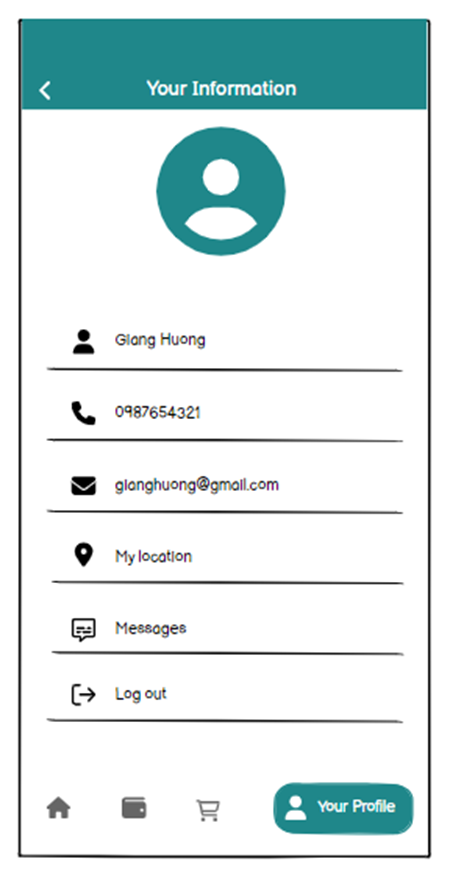 Your Information
Giang Huong
0987654321
gianghuong@gmail.com
My location
Messages
Log out
Your Profile